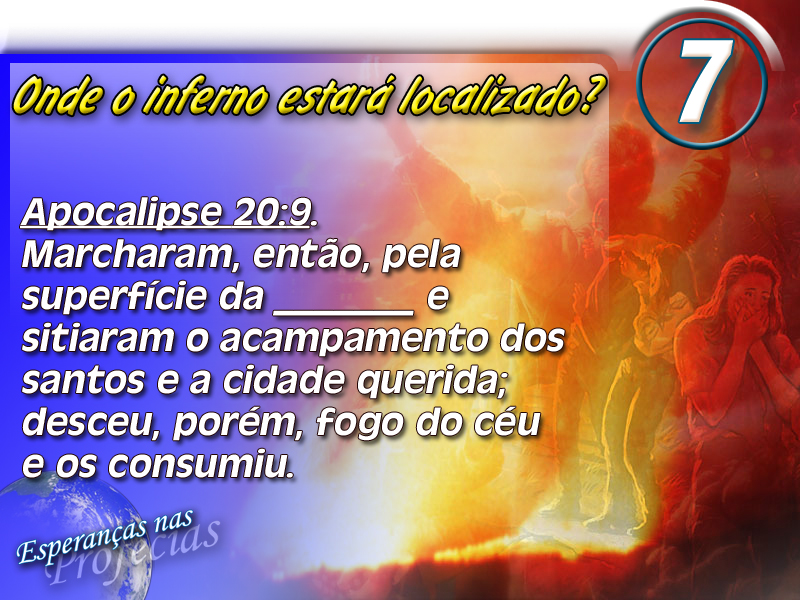 7
Onde o inferno estará localizado?
Apocalipse 20:9.
Marcharam, então, pela
superfície da ________ e
sitiaram o acampamento dos
santos e a cidade querida;
desceu, porém, fogo do céu
e os consumiu.
Esperanças nas
Profecias